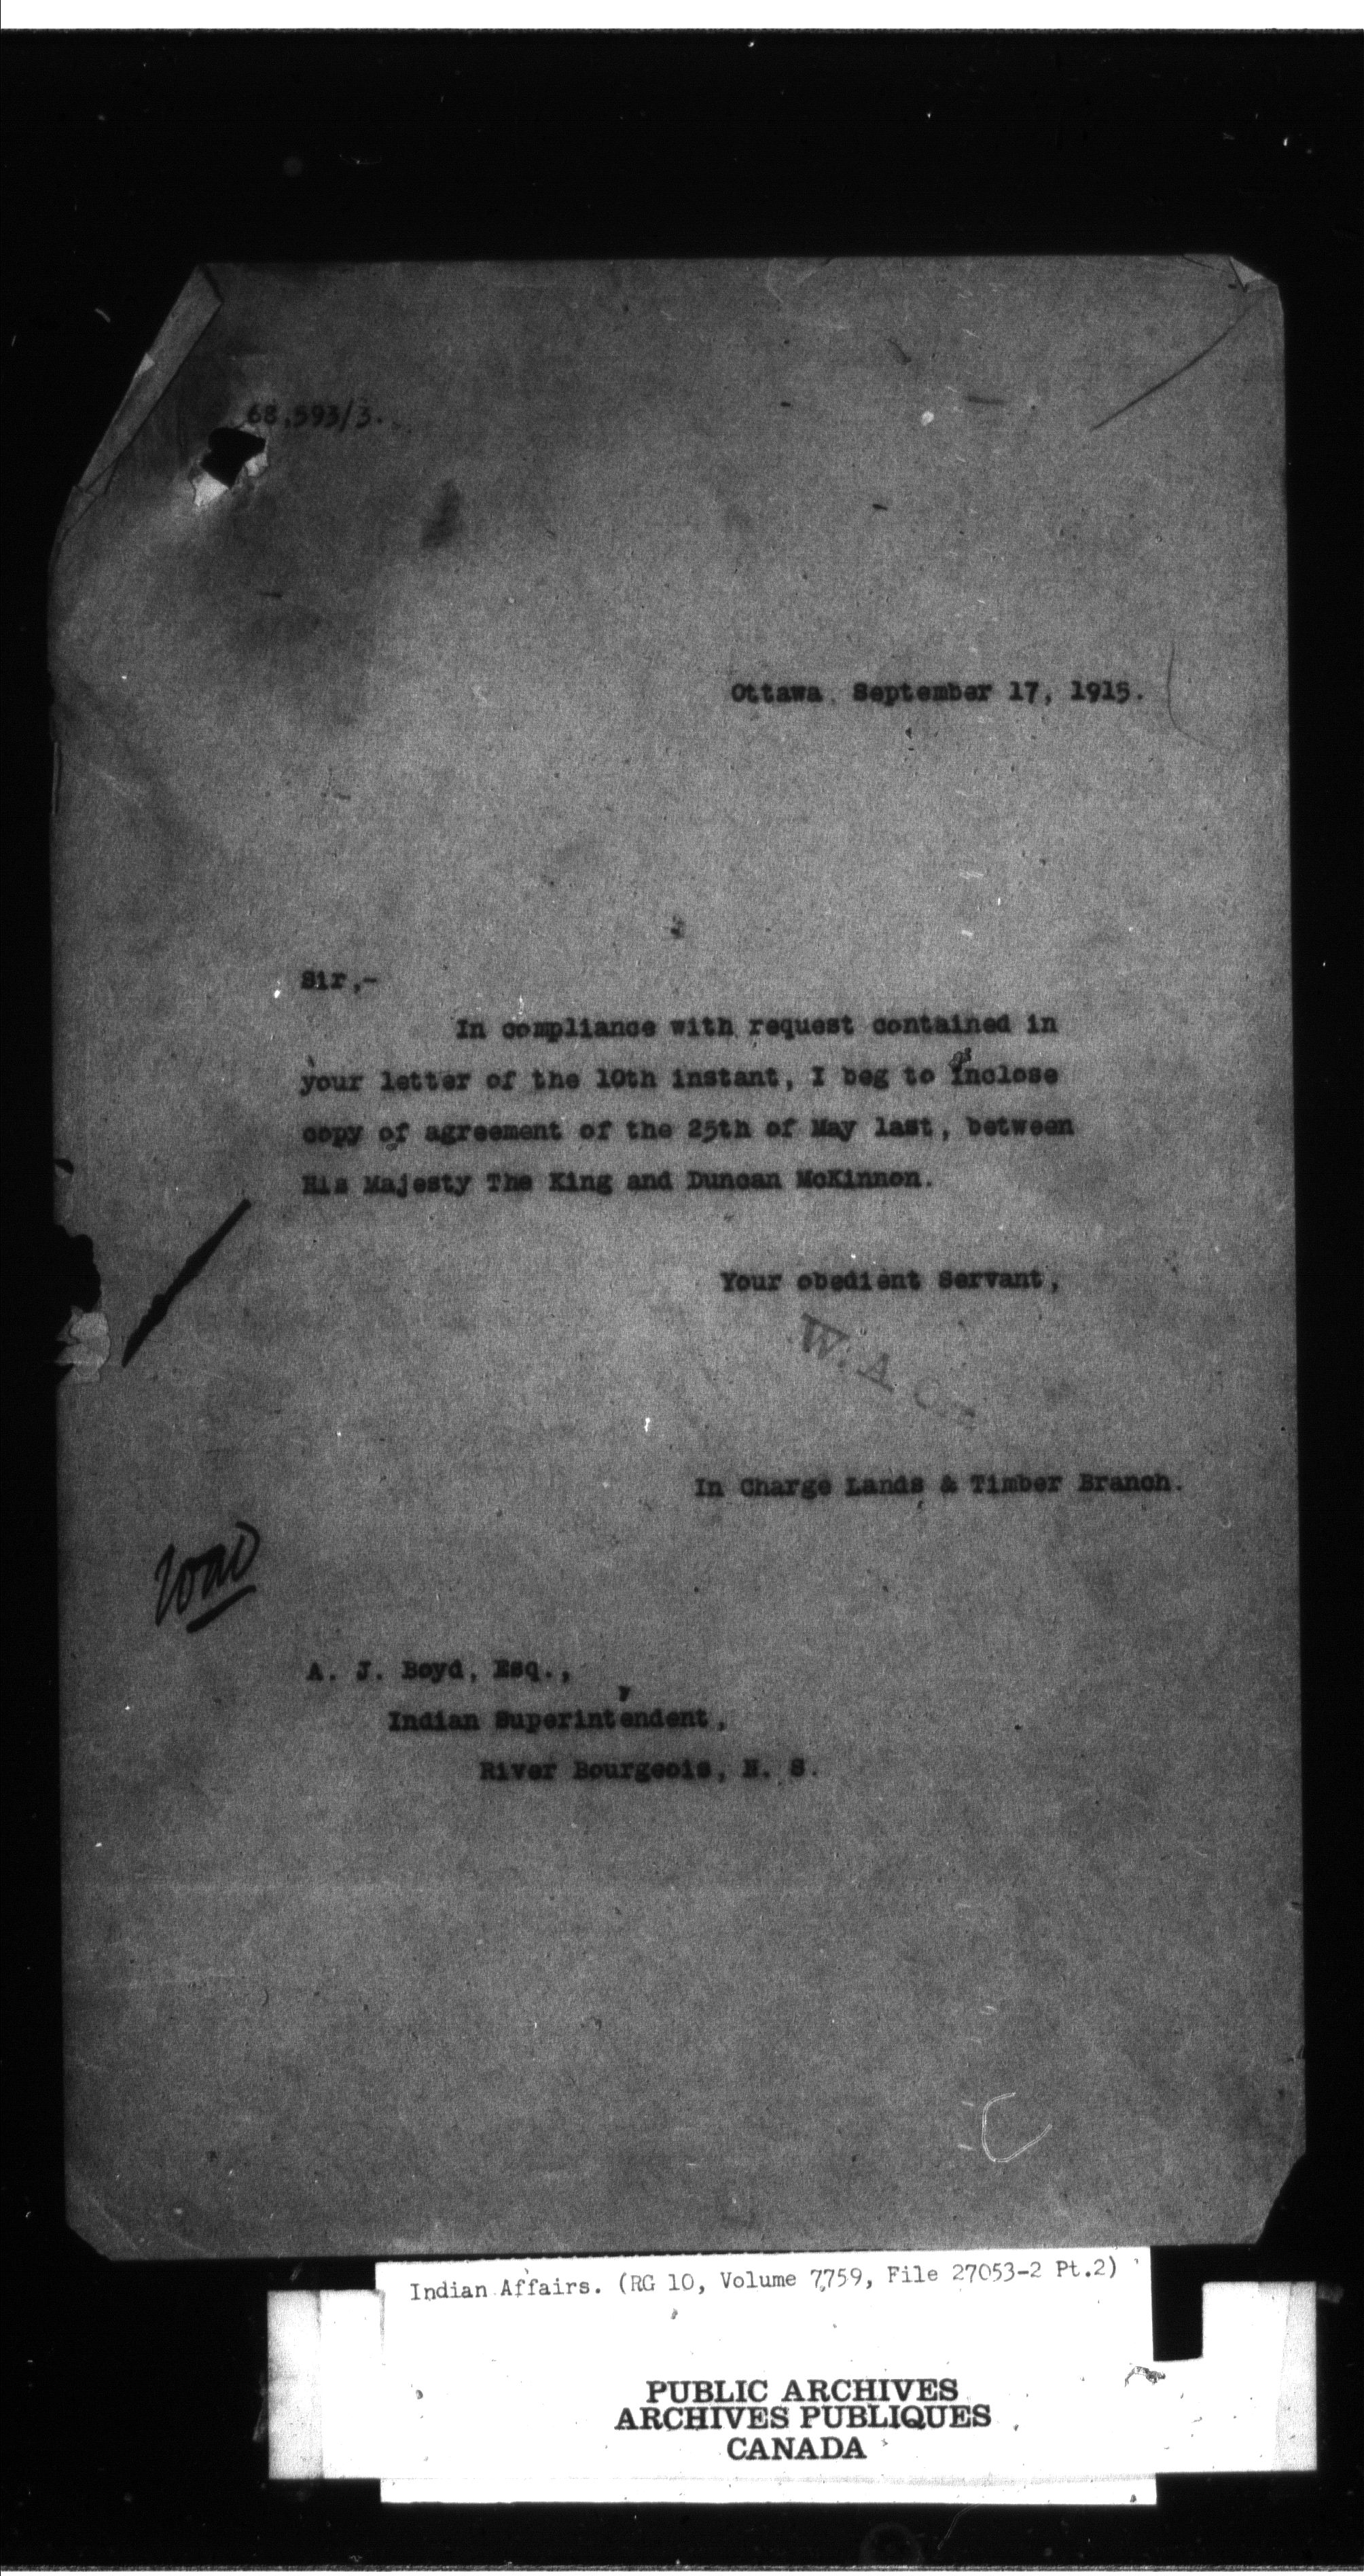 68,593/3.
Ottawa, September 17, 1915.
Sir,-
In compliance with request contained in
your letter of the 10th instant, I beg to inclose
copy of agreement of the 25th of May last, between
His Majesty The King and Duncan McKinnon.
Your obedient Servant,
W. A. Orr
In Charge Lands & Timber Branch.
A. J. Boyd, Esq.,
Indian Superintendent,
River Bourgeois, N. S.
Indian Affairs. (RG 10, Volume 7759, File 27053-2 Pt.2)
PUBLIC ARCHIVES
ARCHIVES PUBLIQUES
CANADA